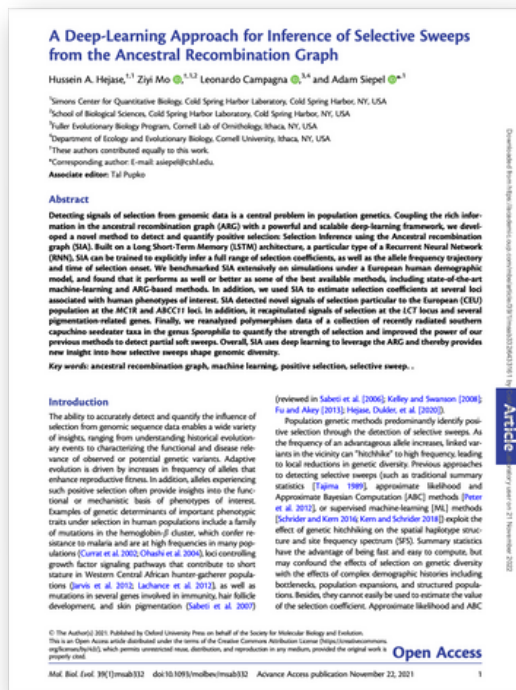 A Deep-Learning Approach for Inference of Selective Sweeps
from the Ancestral Recombination Graph
Hussein A. Hejase,†,1 Ziyi Mo,†,1,2 Leonardo Campagna,3,4 and Adam Siepel*,1
1Simons Center for Quantitative Biology, Cold Spring Harbor Laboratory, Cold Spring Harbor, NY, USA
2School of Biological Sciences, Cold Spring Harbor Laboratory, Cold Spring Harbor, NY, USA
3Fuller Evolutionary Biology Program, Cornell Lab of Ornithology, Ithaca, NY, USA
4Department of Ecology and Evolutionary Biology, Cornell University, Ithaca, NY, USA
†These authors contributed equally to this work.
*Corresponding author: E-mail: asiepel@cshl.edu.
Associate editor: Tal Pupko
Abstract
Detecting signals of selection from genomic data is a central problem in population genetics. Coupling the rich infor-
mation in the ancestral recombination graph (ARG) with a powerful and scalable deep-learning framework, we devel-
oped a novel method to detect and quantify positive selection: Selection Inference using the Ancestral recombination
graph (SIA). Built on a Long Short-Term Memory (LSTM) architecture, a particular type of a Recurrent Neural Network
(RNN), SIA can be trained to explicitly infer a full range of selection coefficients, as well as the allele frequency trajectory
and time of selection onset. We benchmarked SIA extensively on simulations under a European human demographic
model, and found that it performs as well or better as some of the best available methods, including state-of-the-art
machine-learning and ARG-based methods. In addition, we used SIA to estimate selection coefficients at several loci
associated with human phenotypes of interest. SIA detected novel signals of selection particular to the European (CEU)
population at the MC1R and ABCC11 loci. In addition, it recapitulated signals of selection at the LCT locus and several
pigmentation-related genes. Finally, we reanalyzed polymorphism data of a collection of recently radiated southern
capuchino seedeater taxa in the genus Sporophila to quantify the strength of selection and improved the power of our
previous methods to detect partial soft sweeps. Overall, SIA uses deep learning to leverage the ARG and thereby provides
new insight into how selective sweeps shape genomic diversity.
Key words: ancestral recombination graph, machine learning, positive selection, selective sweep. .
Introduction
The ability to accurately detect and quantify the influence of
selection from genomic sequence data enables a wide variety
of insights, ranging from understanding historical evolution-
ary events to characterizing the functional and disease rele-
vance of observed or potential genetic variants. Adaptive
evolution is driven by increases in frequency of alleles that
enhance reproductive fitness. In addition, alleles experiencing
such positive selection often provide insights into the func-
tional or mechanistic basis of phenotypes of interest.
Examples of genetic determinants of important phenotypic
traits under selection in human populations include a family
of mutations in the hemoglobin-β cluster, which confer re-
sistance to malaria and are at high frequencies in many pop-
ulations (Currat et al. 2002; Ohashi et al. 2004), loci controlling
growth factor signaling pathways that contribute to short
stature in Western Central African hunter-gatherer popula-
tions (Jarvis et al. 2012; Lachance et al. 2012), as well as
mutations in several genes involved in immunity, hair follicle
development, and skin pigmentation (Sabeti et al. 2007)
(reviewed in Sabeti et al. [2006]; Kelley and Swanson [2008];
Fu and Akey [2013]; Hejase, Dukler, et al. [2020]).
Population genetics methods predominantly identify posi-
tive selection through the detection of selective sweeps. As
the frequency of an advantageous allele increases, linked var-
iants in the vicinity can "hitchhike" to high frequency, leading
to local reductions in genetic diversity. Previous approaches
to detecting selective sweeps (such as traditional summary
statistics [Tajima 1989], approximate likelihood and
Approximate Bayesian Computation [ABC] methods [Peter
et al. 2012], or supervised machine-learning [ML] methods
[Schrider and Kern 2016; Kern and Schrider 2018]) exploit the
effect of genetic hitchhiking on the spatial haplotype struc-
ture and site frequency spectrum (SFS). Summary statistics
have the advantage of being fast and easy to compute, but
may confound the effects of selection on genetic diversity
with the effects of complex demographic histories including
bottlenecks, population expansions, and structured popula-
tions. Besides, they cannot easily be used to estimate the value
of the selection coefficient. Approximate likelihood and ABC
© The Author(s) 2021. Published by Oxford University Press on behalf of the Society for Molecular Biology and Evolution.
This is an Open Access article distributed under the terms of the Creative Commons Attribution License (https://creativecommons.
org/licenses/by/4.0/), which permits unrestricted reuse, distribution, and reproduction in any medium, provided the original work is
properly cited.
Open Access
Mol. Biol. Evol. 39(1):msab332 doi:10.1093/molbev/msab332 Advance Access publication November 22, 2021
1
Article